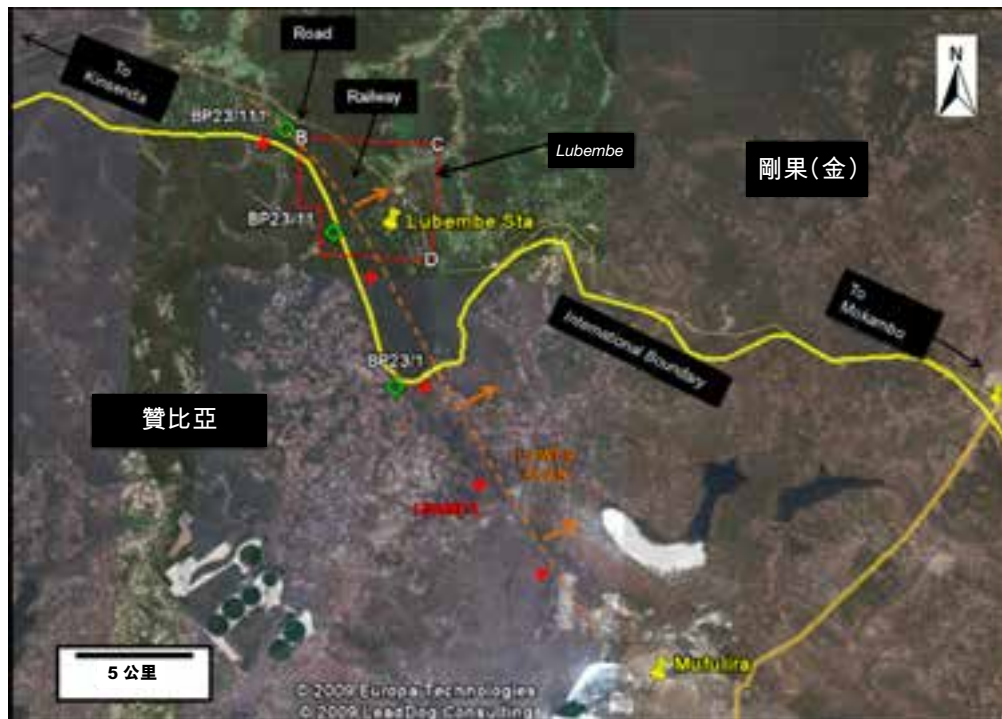 Road
N
To
Kinsenda
Railway
BP23/111
B
C
Lubembe
剛果(金)
BP23/11
Lubembe Sta
D
To
Mokambo
International Boundary
BP23/1
贊比亞
5 公里
Mufulira
© 2009 Europa Technologies
© 2009 LeadDog Consulting